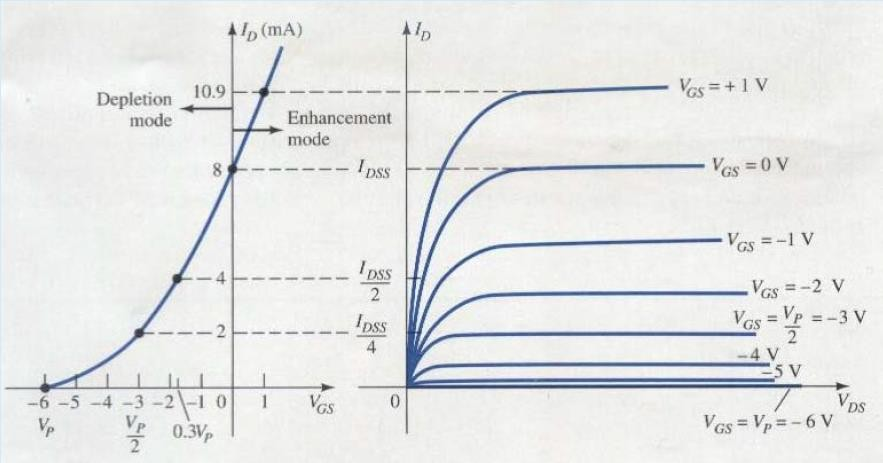 I_D (mA)
10.9
Depletion
mode
Enhancement
mode
8
4
2
-6 -5 -4 -3 -2 -1 0 1 V_GS
V_P
V_P
2
0.3V_P
I_D
I_DSS
I_DSS
2
I_DSS
4
V_GS = + 1 V
V_GS = 0 V
V_GS = -1 V
V_GS = -2 V
V_GS = V_P/2 = -3 V
-4 V
-5 V
0
V_DS
V_GS = V_P = - 6 V